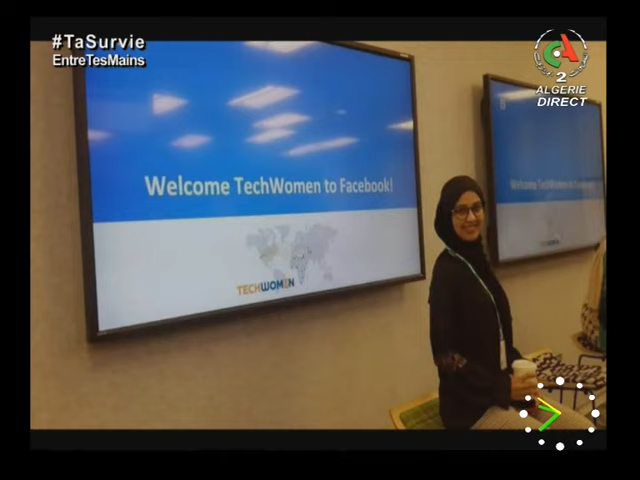 #TaSurvie
EntreTesMains
2
ALGERIE
DIRECT
Welcome TechWomen to Facebook!
TECHWOMEN
Welcome TechWomen to Facebook!